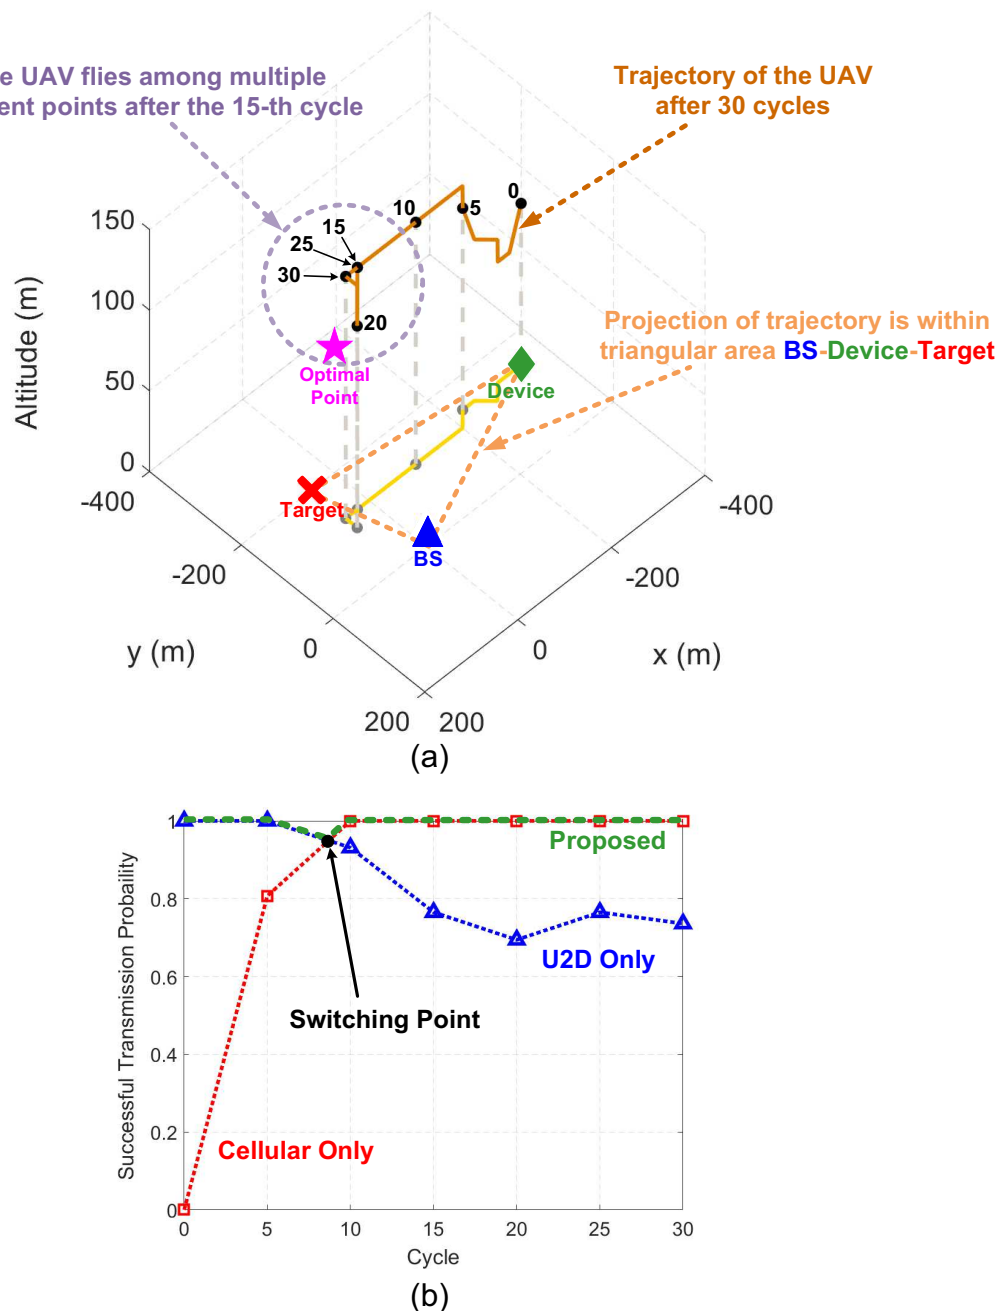 e UAV flies among multiple
ent points after the 15-th cycle
Trajectory of the UAV
after 30 cycles
0
10
5
15
25
30
20
150
100
50
0
Altitude (m)
Projection of trajectory is within
triangular area BS-Device-Target
Optimal
Point
Device
Target
BS
-400
-200
0
200
y (m)
200
0
-200
-400
x (m)
(a)
1
0.8
0.6
0.4
0.2
0
Successful Transmission Probaility
Proposed
U2D Only
Switching Point
Cellular Only
0 5 10 15 20 25 30
Cycle
(b)